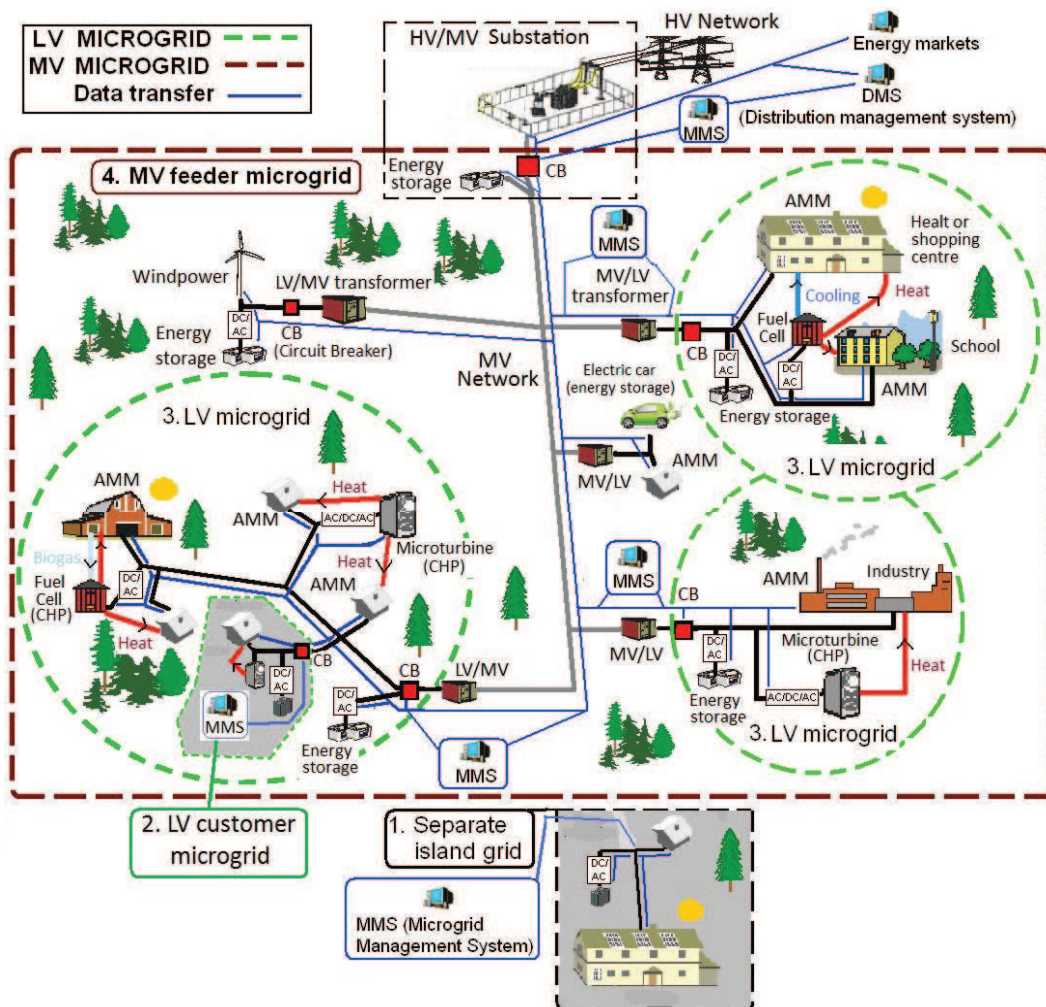 LV MICROGRID
MV MICROGRID
Data transfer
HV/MV Substation
HV Network
Energy markets
DMS
(Distribution management system)
MMS
CB
Energy
storage
4. MV feeder microgrid
Windpower
LV/MV transformer
DC/
AC
Energy
storage
CB
(Circuit Breaker)
MMS
MV/LV
transformer
MV
Network
AMM
Healt or
shopping
centre
Cooling
Heat
Fuel
Cell
CB
DC/
AC
DC/
AC
School
AMM
Energy storage
3. LV microgrid
Electric car
(energy storage)
AMM
MV/LV
3. LV microgrid
AMM
Heat
AMM
AC/DC/AC
Microturbine
(CHP)
Heat
AMM
Biogas
Fuel
Cell
(CHP)
DC/
AC
Heat
CB
DC/
AC
MMS
CB
LV/MV
DC/
AC
Energy
storage
MMS
MMS
CB
AMM
Industry
MV/LV
DC/
AC
Microturbine
(CHP)
AC/DC/AC
Heat
Energy
storage
3. LV microgrid
2. LV customer
microgrid
1. Separate
island grid
DC/
AC
MMS (Microgrid
Management System)